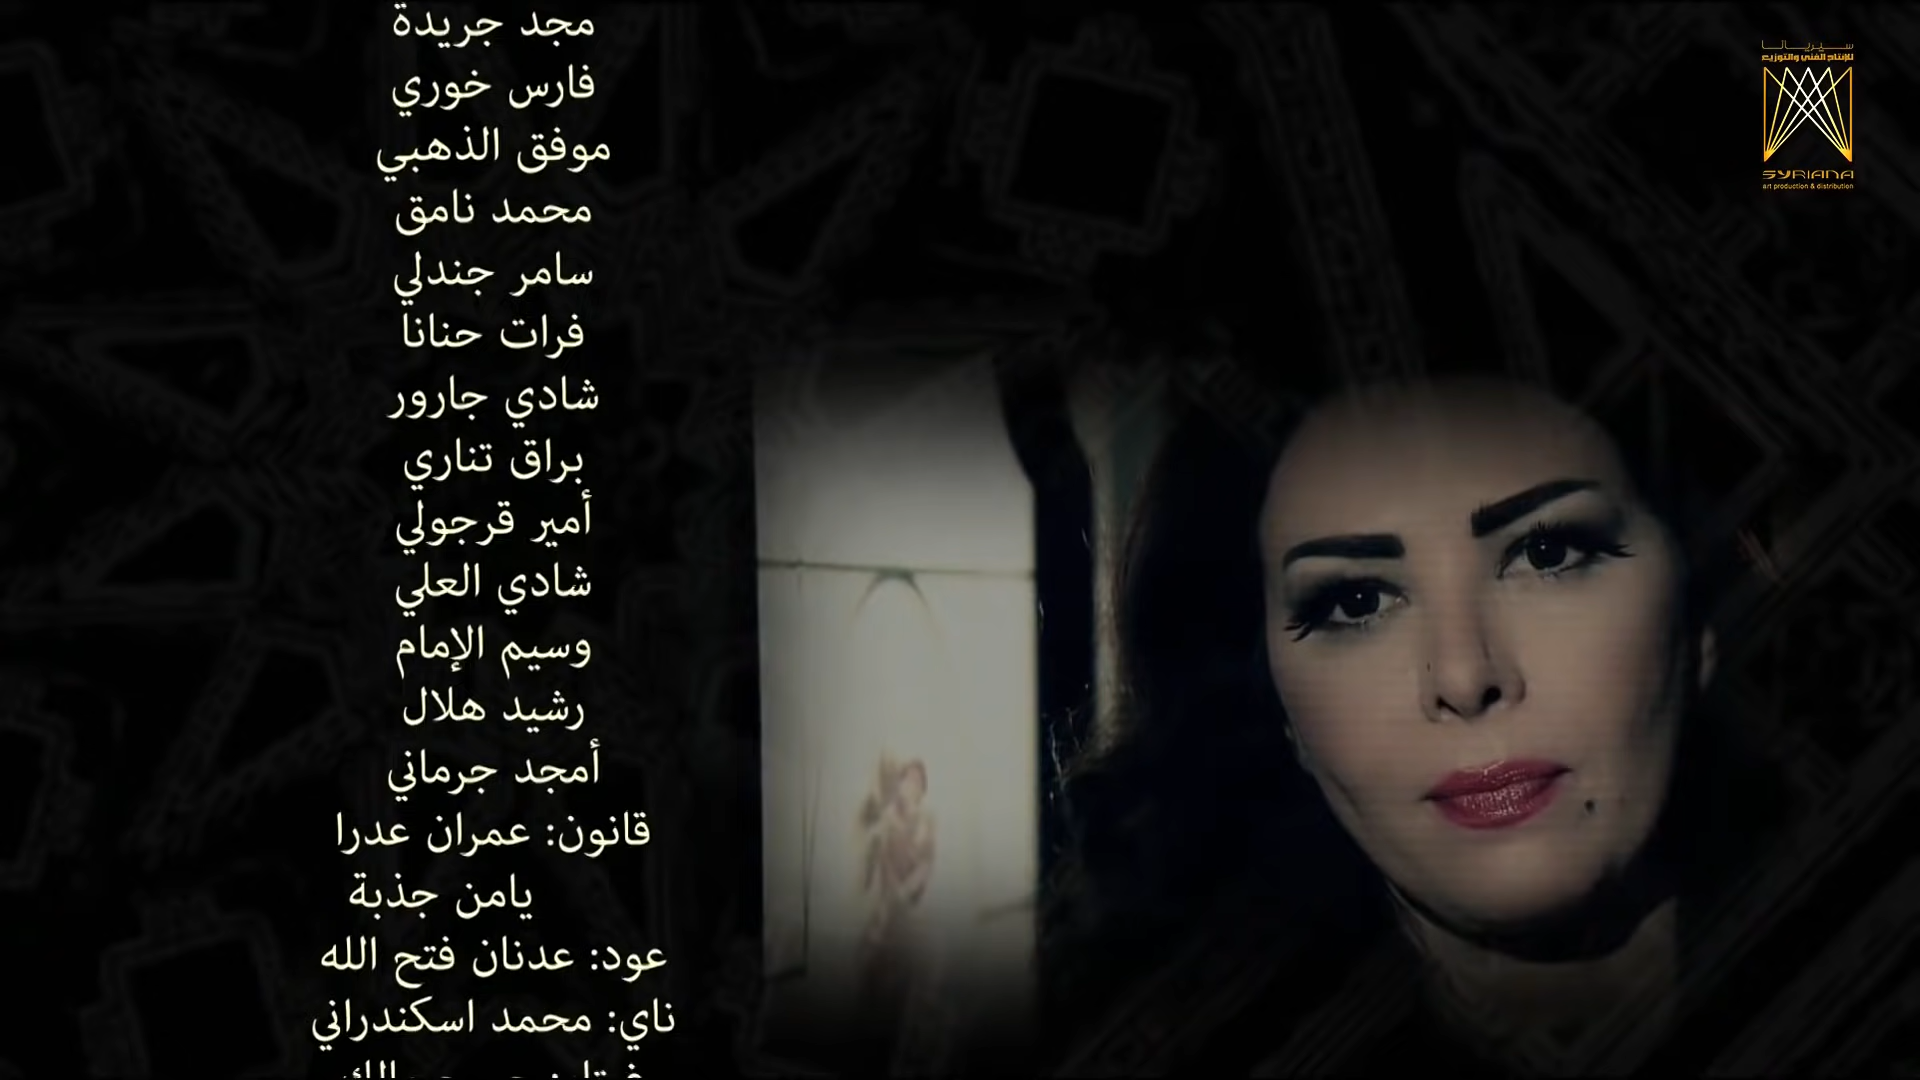 مجد جريدة
فارس خوري
موفق الذهبي
محمد نامق
سامر جندلي
فرات حنانا
شادي جارور
براق تناري
أمير قرجولي
شادي العلي
وسيم الإمام
رشيد هلال
أمجد جرماني
قانون: عمران عدرا
يامن جذبة
عود: عدنان فتح الله
ناي: محمد اسكندراني
سيريانا
للإنتاج الفني والتوزيع
SYRIANA
art production & distribution